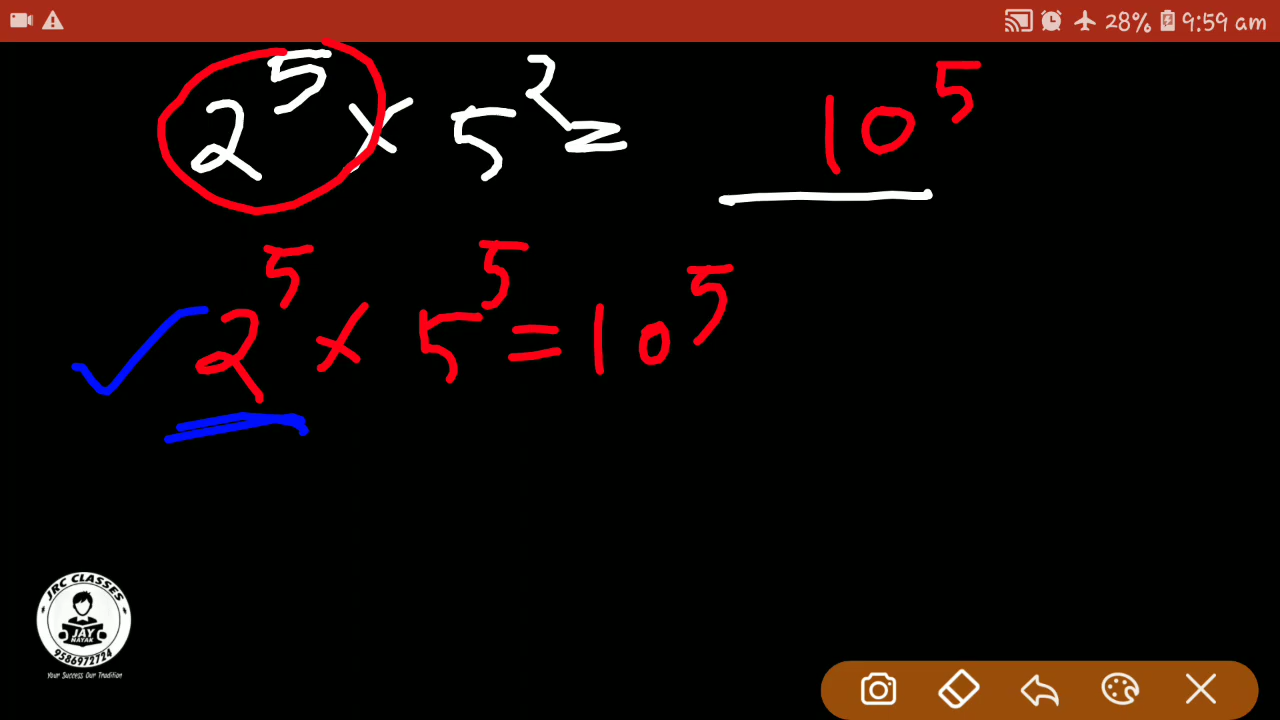 28% 9:59 am
2⁵ × 5² = 10⁵
2⁵ × 5⁵ = 10⁵
JRC CLASSES
JAY
NAYAK
9586972724
Your Success Our Tradition